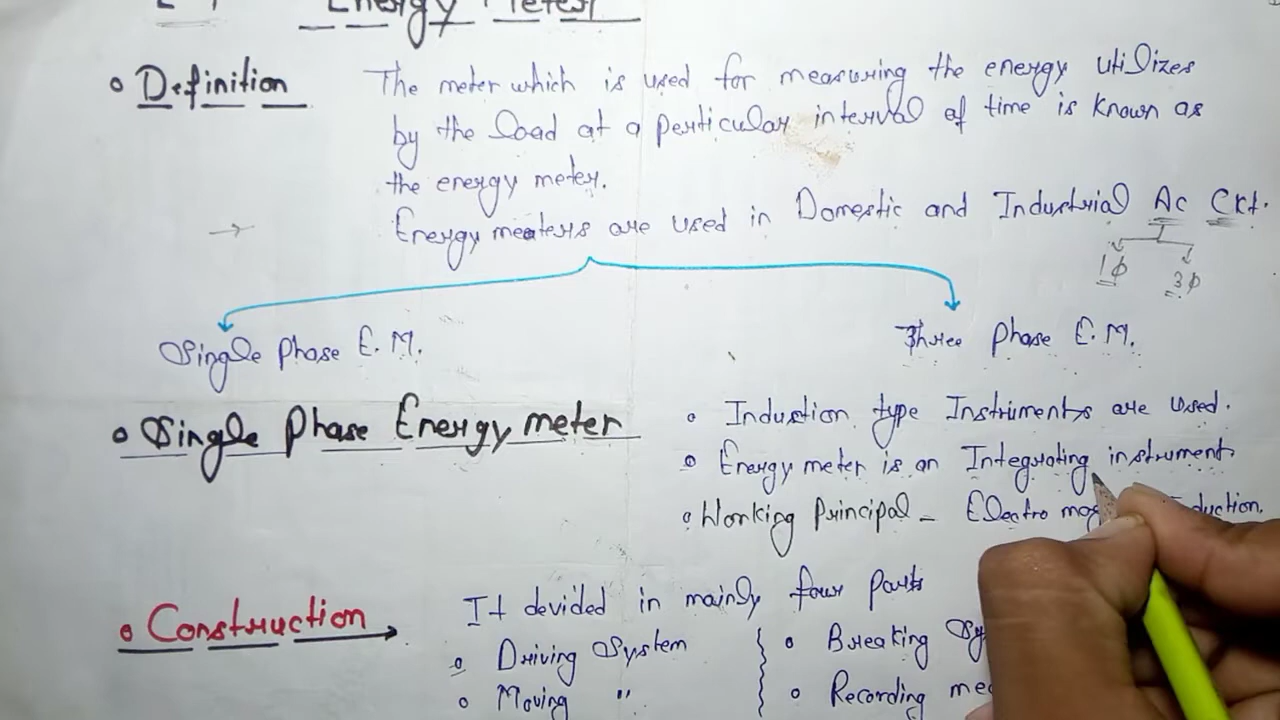 Energy Meter
• Definition The meter which is used for measuring the energy utilizes
by the load at a perticular interval of time is known as
the energy meter.
→ Energy meaters are used in Domestic and Industrial Ac Ckt.
1ϕ 3ϕ
Single Phase E.M. Three Phase E.M.
• Single Phase Energy meter
• Industion type Instruments are used.
• Energy meter is an Integrating instrument
• Working Principal - Electro
• Construction → It devided in mainly four parts
• Driving System • Breaking
• Moving " • Recording